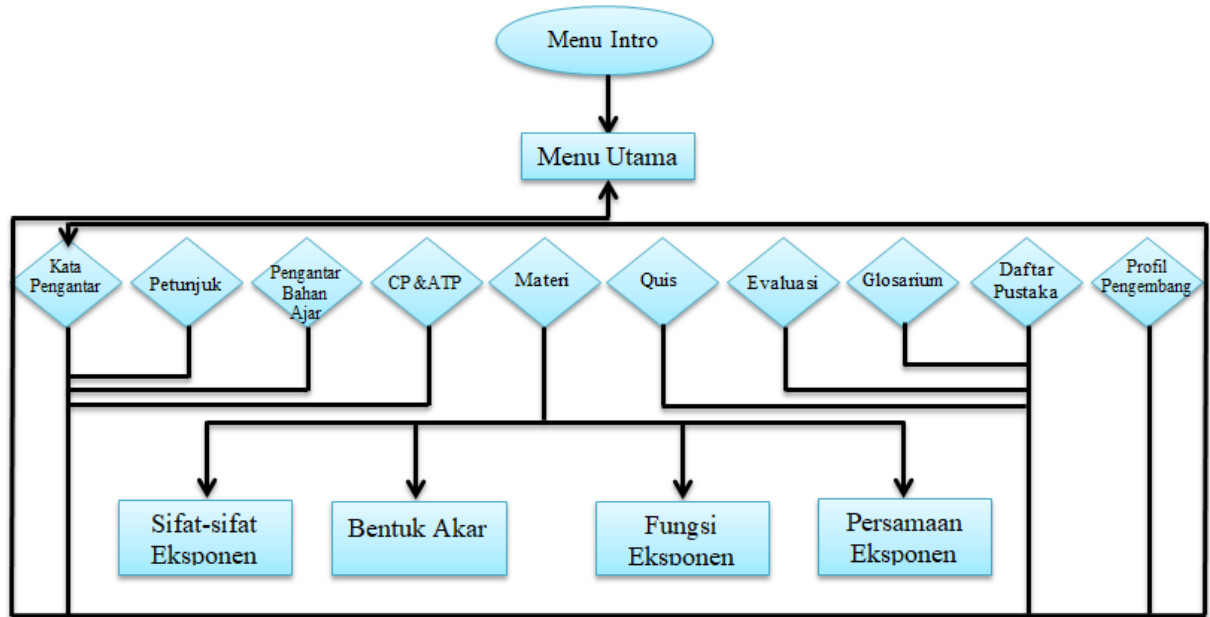 Menu Intro
Menu Utama
Kata
Pengantar
Petunjuk
Pengantar
Bahan
Ajar
CP&ATP
Materi
Quis
Evaluasi
Glosarium
Daftar
Pustaka
Profil
Pengembang
Sifat-sifat
Eksponen
Bentuk Akar
Fungsi
Eksponen
Persamaan
Eksponen